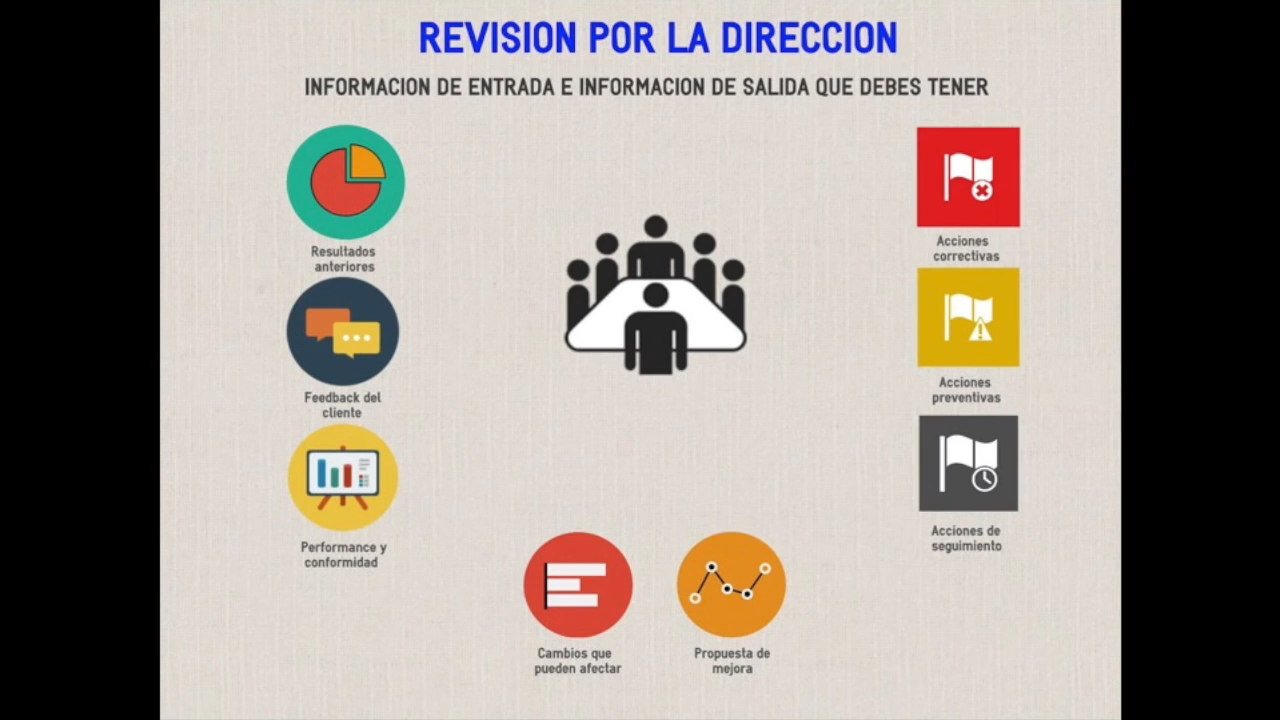 REVISION POR LA DIRECCION
INFORMACION DE ENTRADA E INFORMACION DE SALIDA QUE DEBES TENER
Resultados
anteriores
Feedback del
cliente
Performance y
conformidad
Cambios que
pueden afectar
Propuesta de
mejora
Acciones
correctivas
Acciones
preventivas
Acciones de
seguimiento